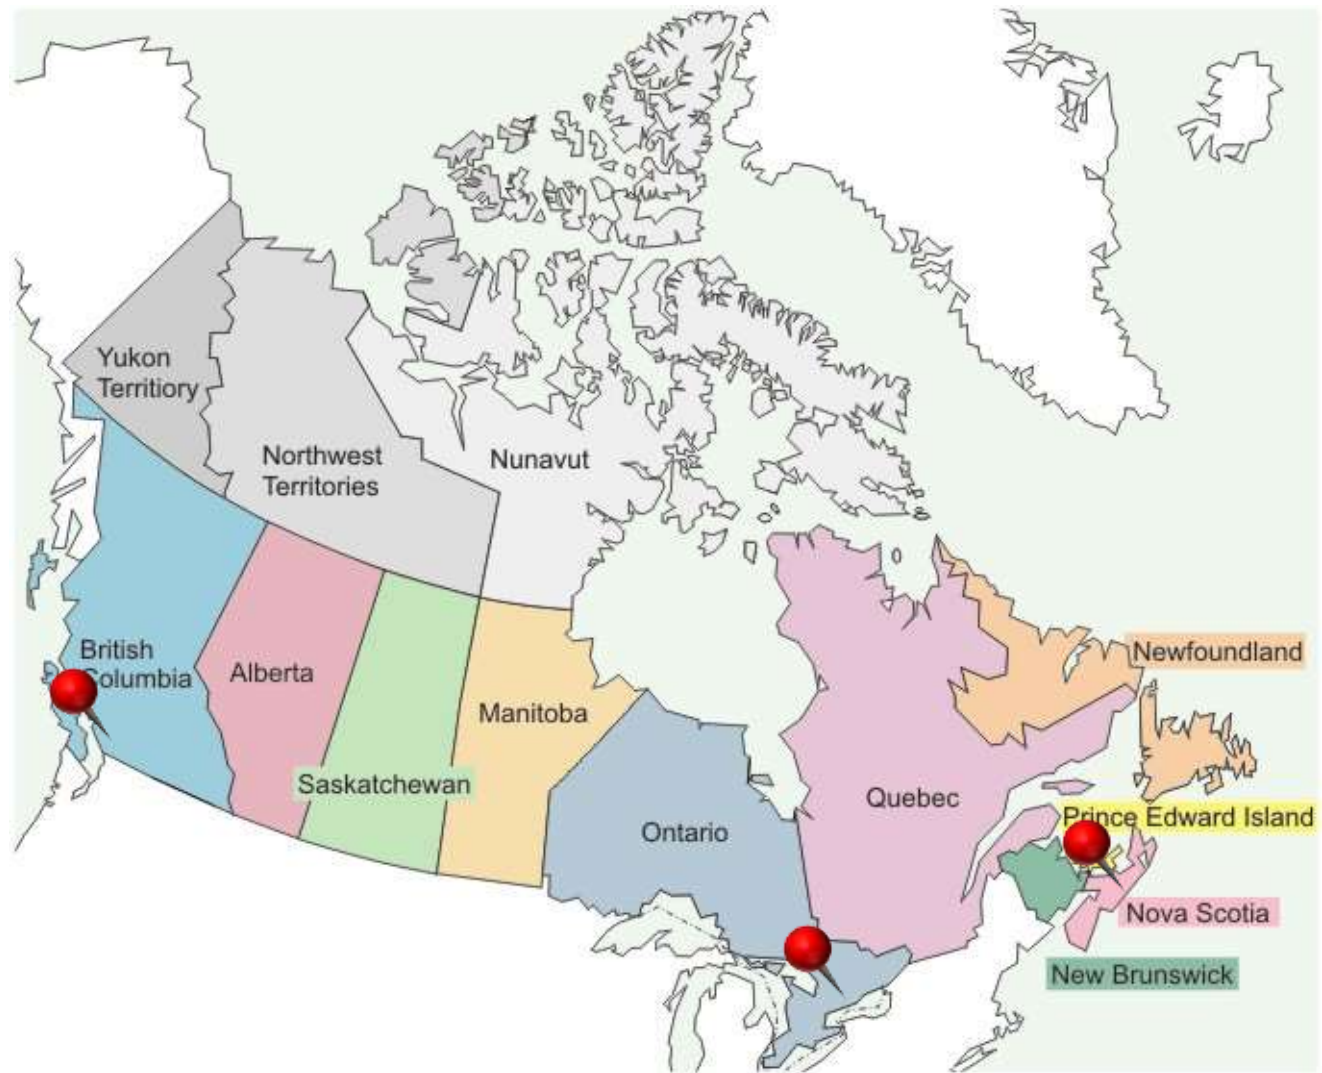 Yukon
Territiory
Northwest
Territories
Nunavut
British
Columbia
Alberta
Saskatchewan
Manitoba
Ontario
Quebec
Newfoundland
Prince Edward Island
Nova Scotia
New Brunswick